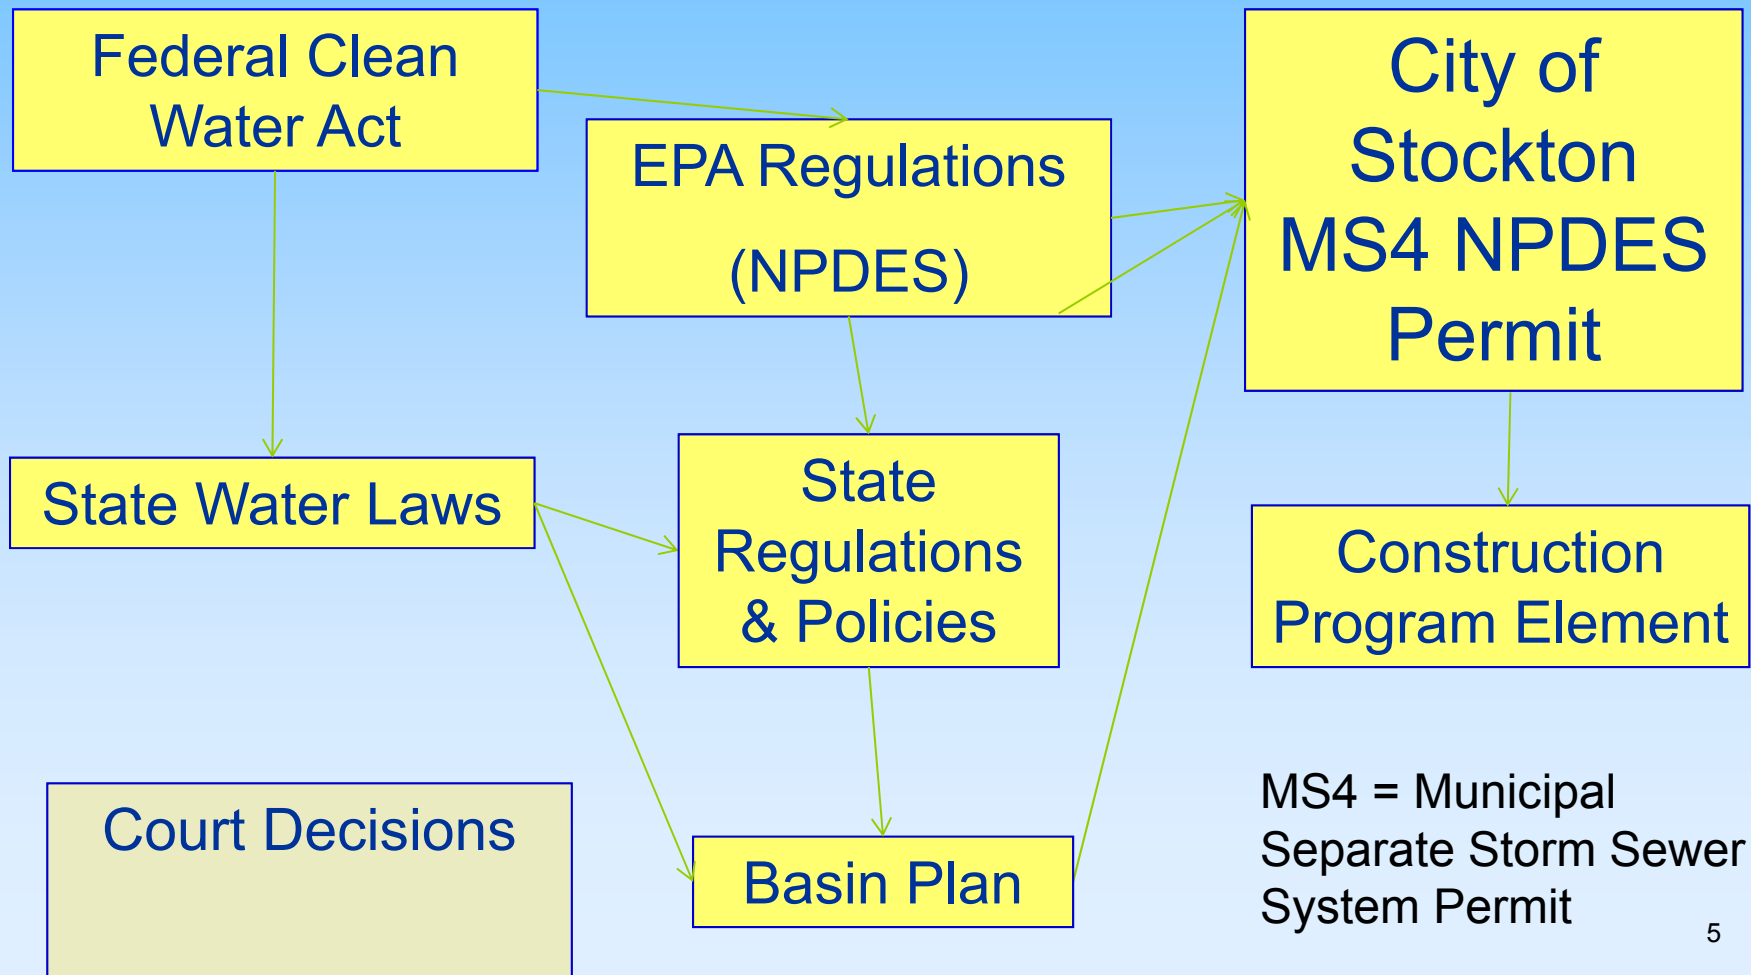 Federal Clean
Water Act
EPA Regulations
(NPDES)
City of
Stockton
MS4 NPDES
Permit
State Water Laws
State
Regulations
& Policies
Construction
Program Element
Court Decisions
Basin Plan
MS4 = Municipal
Separate Storm Sewer
System Permit
5